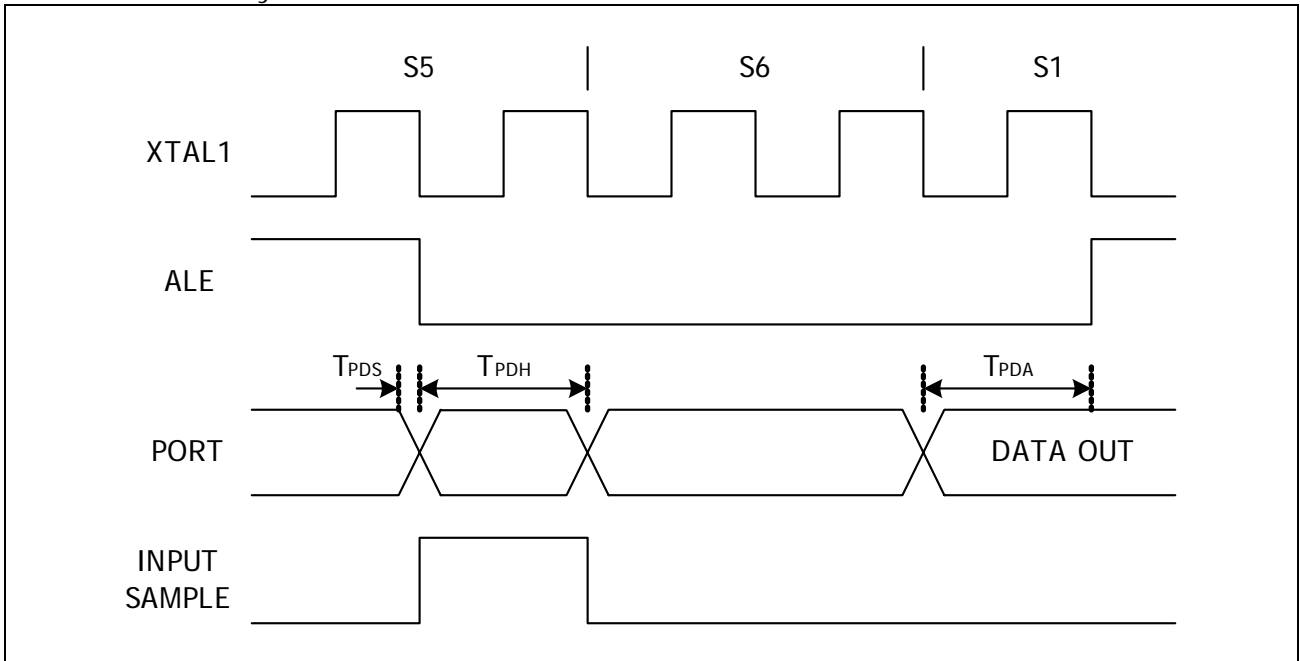 S5 | S6 | S1
XTAL1
ALE
TPDS
TPDH
TPDA
PORT
DATA OUT
INPUT
SAMPLE